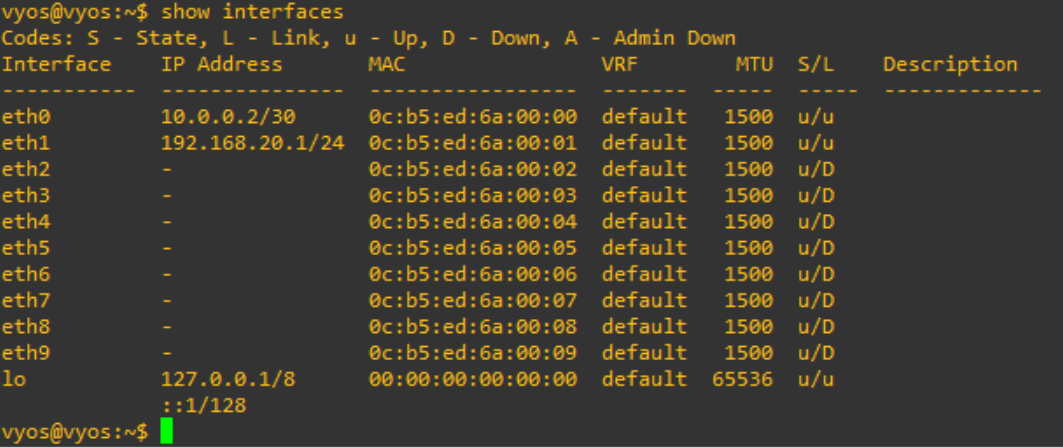 vyos@vyos:~$ show interfaces
Codes: S - State, L - Link, u - Up, D - Down, A - Admin Down
Interface    IP Address       MAC                VRF        MTU  S/L    Description
-----------  ---------------  -----------------  -------  -----  -----  -------------
eth0         10.0.0.2/30      0c:b5:ed:6a:00:00  default   1500  u/u
eth1         192.168.20.1/24  0c:b5:ed:6a:00:01  default   1500  u/u
eth2         -                0c:b5:ed:6a:00:02  default   1500  u/D
eth3         -                0c:b5:ed:6a:00:03  default   1500  u/D
eth4         -                0c:b5:ed:6a:00:04  default   1500  u/D
eth5         -                0c:b5:ed:6a:00:05  default   1500  u/D
eth6         -                0c:b5:ed:6a:00:06  default   1500  u/D
eth7         -                0c:b5:ed:6a:00:07  default   1500  u/D
eth8         -                0c:b5:ed:6a:00:08  default   1500  u/D
eth9         -                0c:b5:ed:6a:00:09  default   1500  u/D
lo           127.0.0.1/8      00:00:00:00:00:00  default  65536  u/u
             ::1/128
vyos@vyos:~$